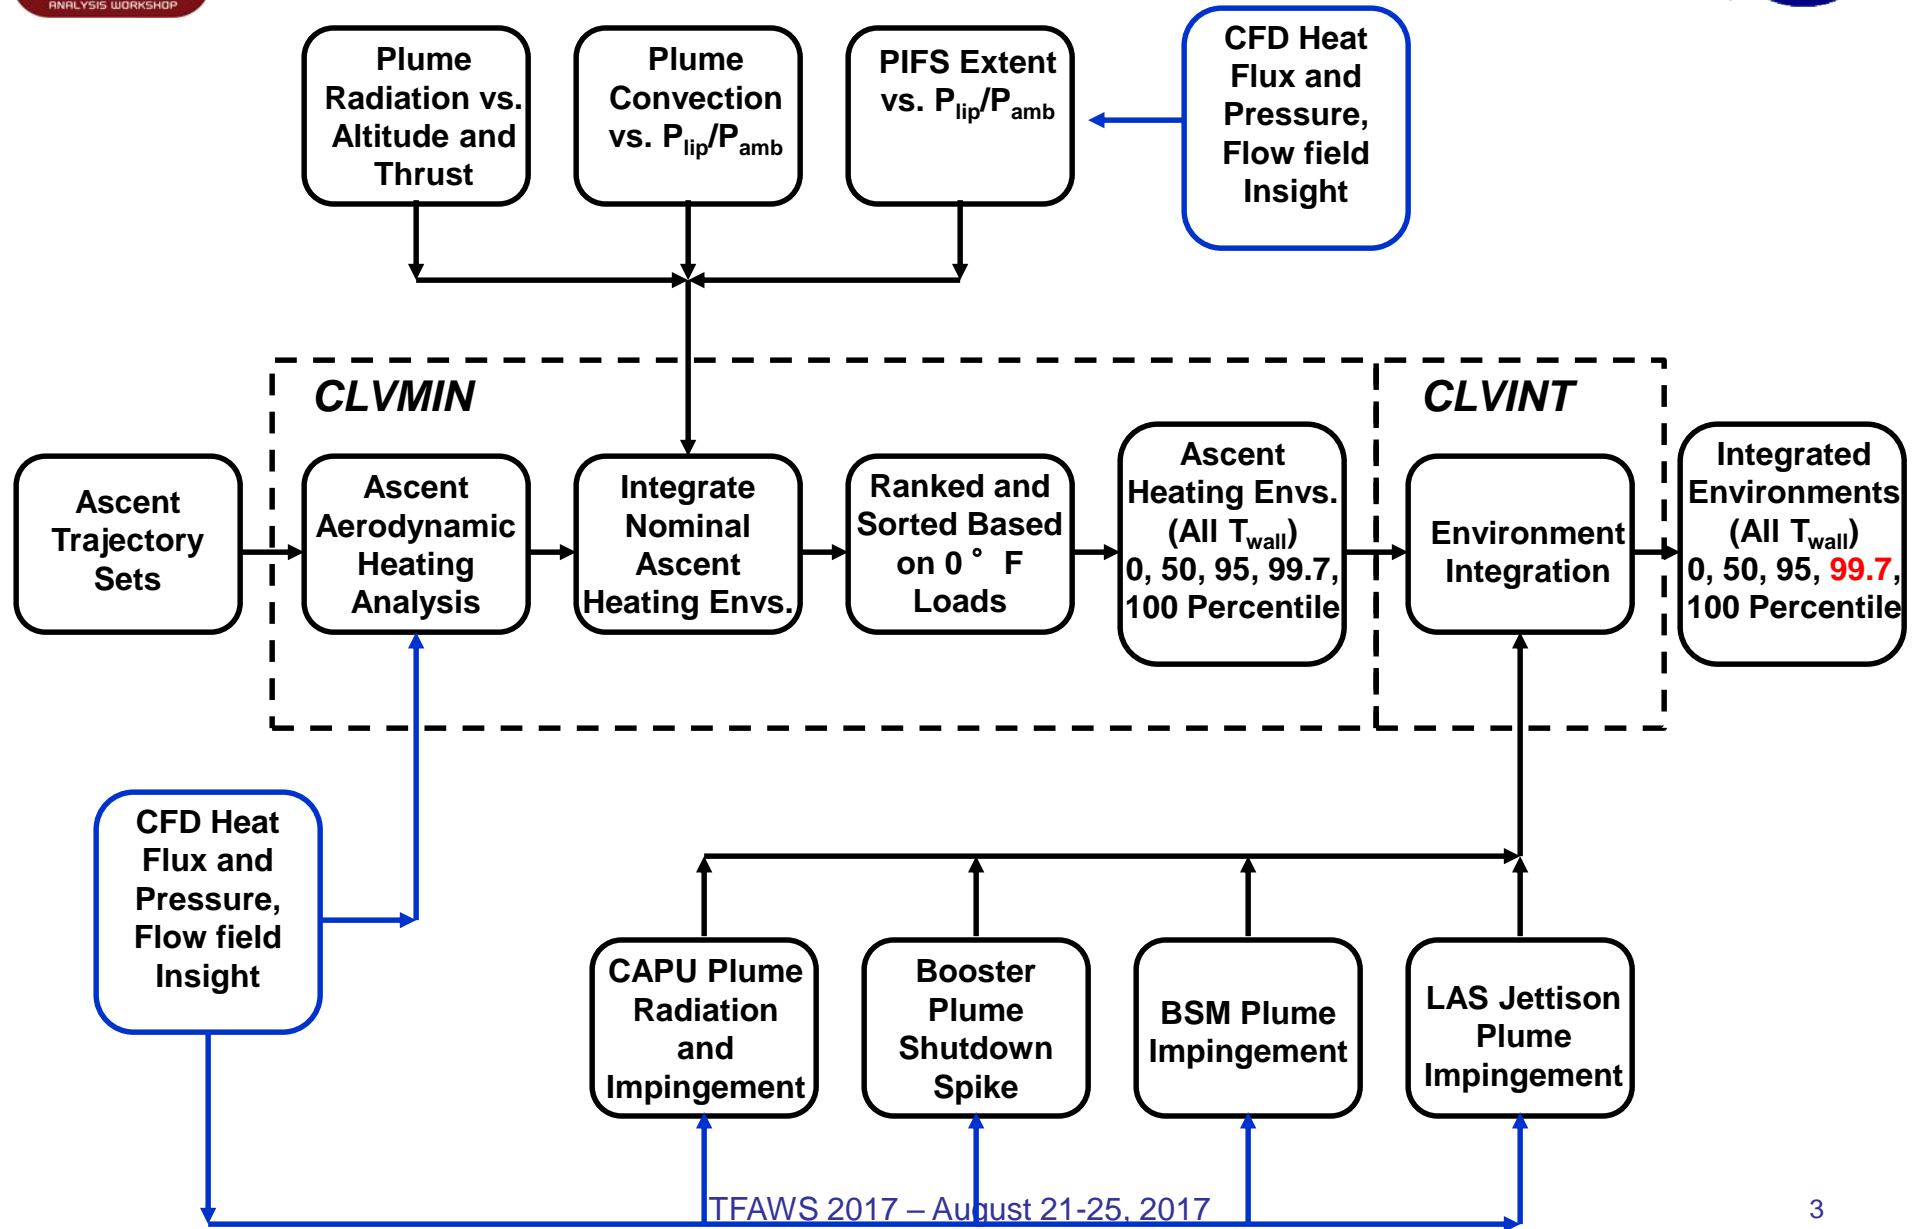 ANALYSIS WORKSHOP
Plume
Radiation vs.
Altitude and
Thrust
Plume
Convection
vs. Plip/Pamb
PIFS Extent
vs. Plip/Pamb
CFD Heat
Flux and
Pressure,
Flow field
Insight
CLVMIN
CLVINT
Ascent
Trajectory
Sets
Ascent
Aerodynamic
Heating
Analysis
Integrate
Nominal
Ascent
Heating Envs.
Ranked and
Sorted Based
on 0 ° F
Loads
Ascent
Heating Envs.
(All Twall)
0, 50, 95, 99.7,
100 Percentile
Environment
Integration
Integrated
Environments
(All Twall)
0, 50, 95, 99.7,
100 Percentile
CFD Heat
Flux and
Pressure,
Flow field
Insight
CAPU Plume
Radiation
and
Impingement
Booster
Plume
Shutdown
Spike
BSM Plume
Impingement
LAS Jettison
Plume
Impingement
TFAWS 2017 – August 21-25, 2017
3